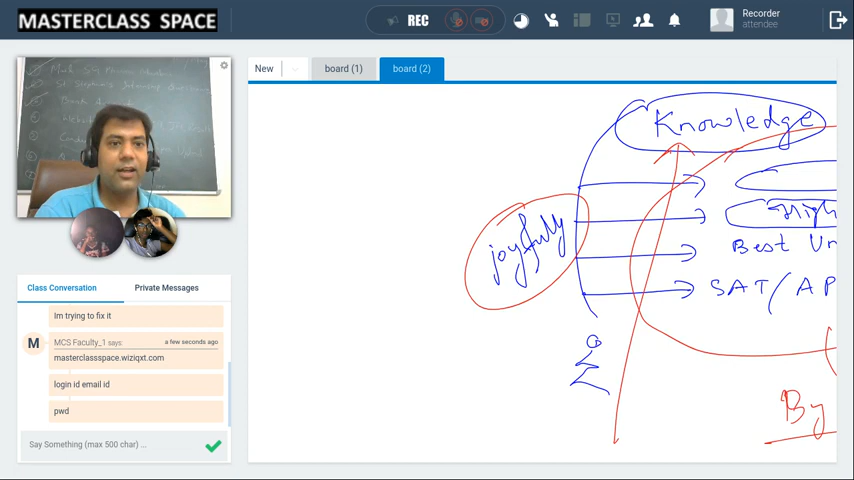 MASTERCLASS SPACE
REC
Recorder
attendee
New
board (1)
board (2)
Knowledge
joyfully
High
Best Un
SAT/AP
By
Class Conversation
Private Messages
Im trying to fix it
M
MCS Faculty_1 says
a few seconds ago
masterclassspace.wiziqxt.com
login id email id
pwd
Say Something (max 500 char) ...